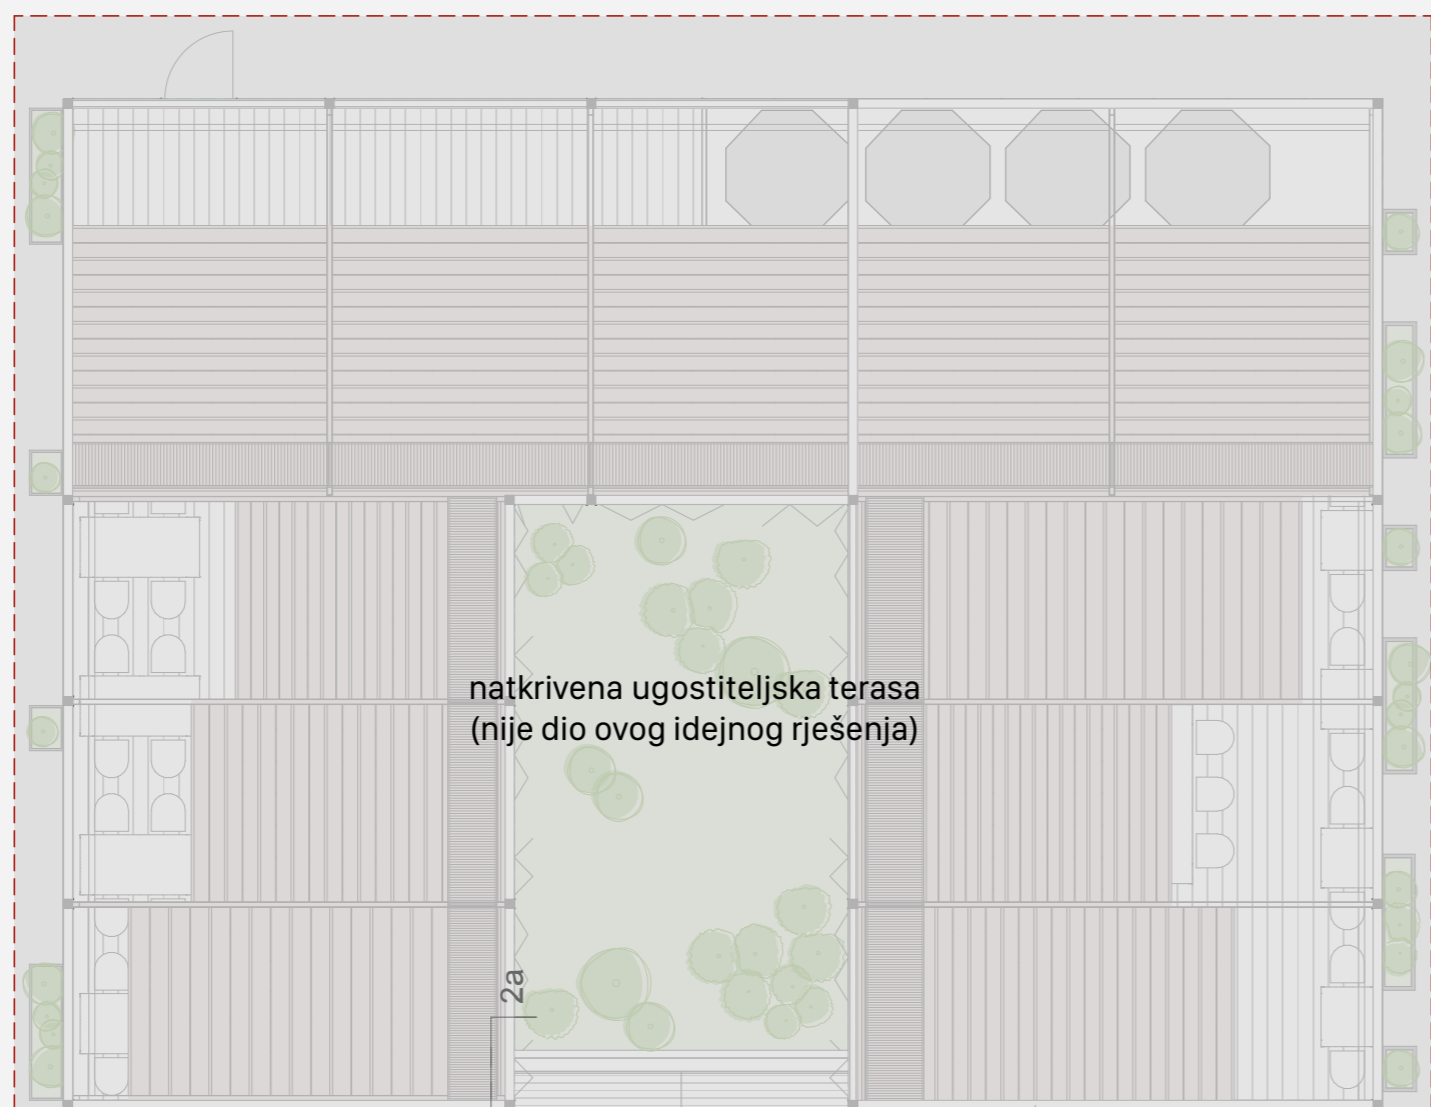 natkrivena ugostiteljska terasa
(nije dio ovog idejnog rješenja)
2a